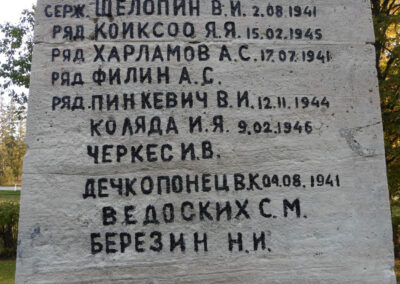 СЕРЖ. ЩЕЛОПИН В.И. 2.08.1941
РЯД КОИКСОО Я.Я. 15.02.1945
РЯД. ХАРЛАМОВ А.С. 17.07.1941
РЯД ФИЛИН А.С.
РЯД. ПИНКЕВИЧ В.И. 12.11.1944
КОЛЯДА И.Я. 9.02.1946
ЧЕРКЕС И.В.
ДЕЧКОПОНЕЦ В.К 04.08.1941
ВЕДОСКИХ С.М.
БЕРЕЗИН Н.И.